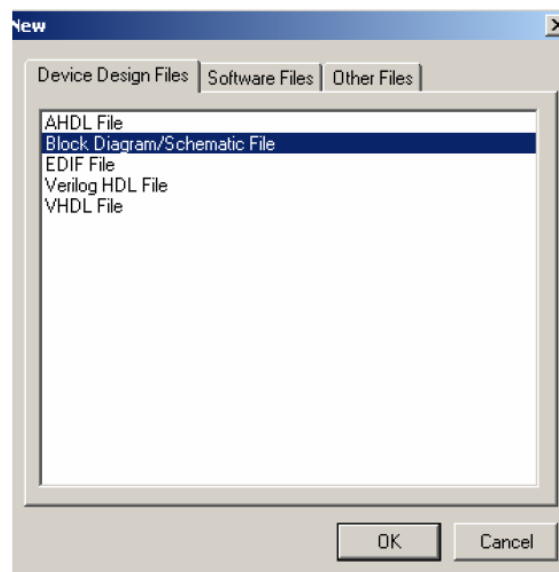 New
Device Design Files Software Files Other Files
AHDL File
Block Diagram/Schematic File
EDIF File
Verilog HDL File
VHDL File
OK Cancel